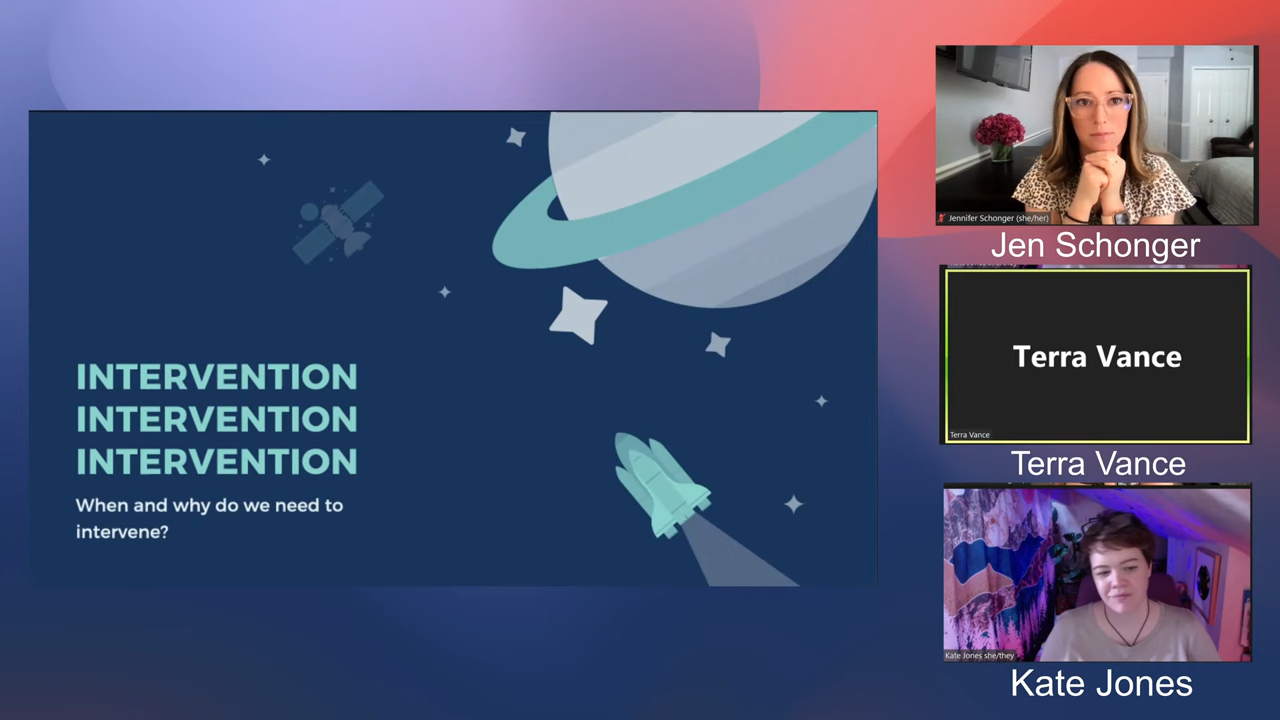 INTERVENTION
INTERVENTION
INTERVENTION
When and why do we need to
intervene?
Jennifer Schonger (she/her)
Jen Schonger
Terra Vance
Terra Vance
Terra Vance
Kate Jones she/they
Kate Jones